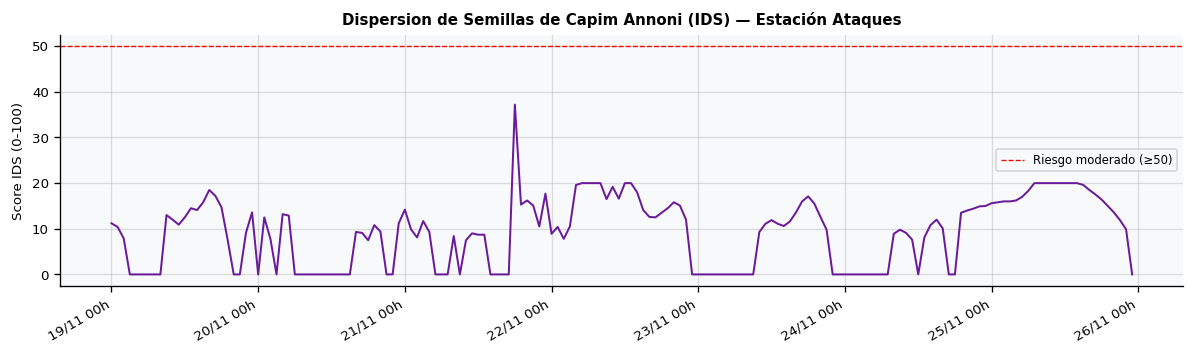 Dispersion de Semillas de Capim Annoni (IDS) — Estación Ataques
Score IDS (0-100)
50
40
30
20
10
0
Riesgo moderado (≥50)
19/11 00h
20/11 00h
21/11 00h
22/11 00h
23/11 00h
24/11 00h
25/11 00h
26/11 00h